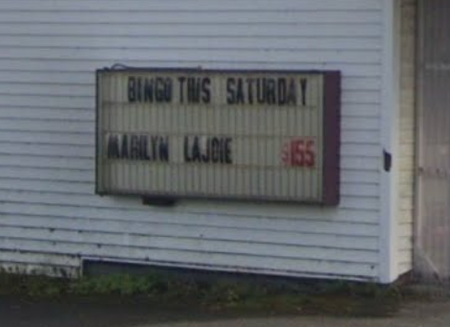 BINGO THIS SATURDAY
MARILYN LAJOIE $155